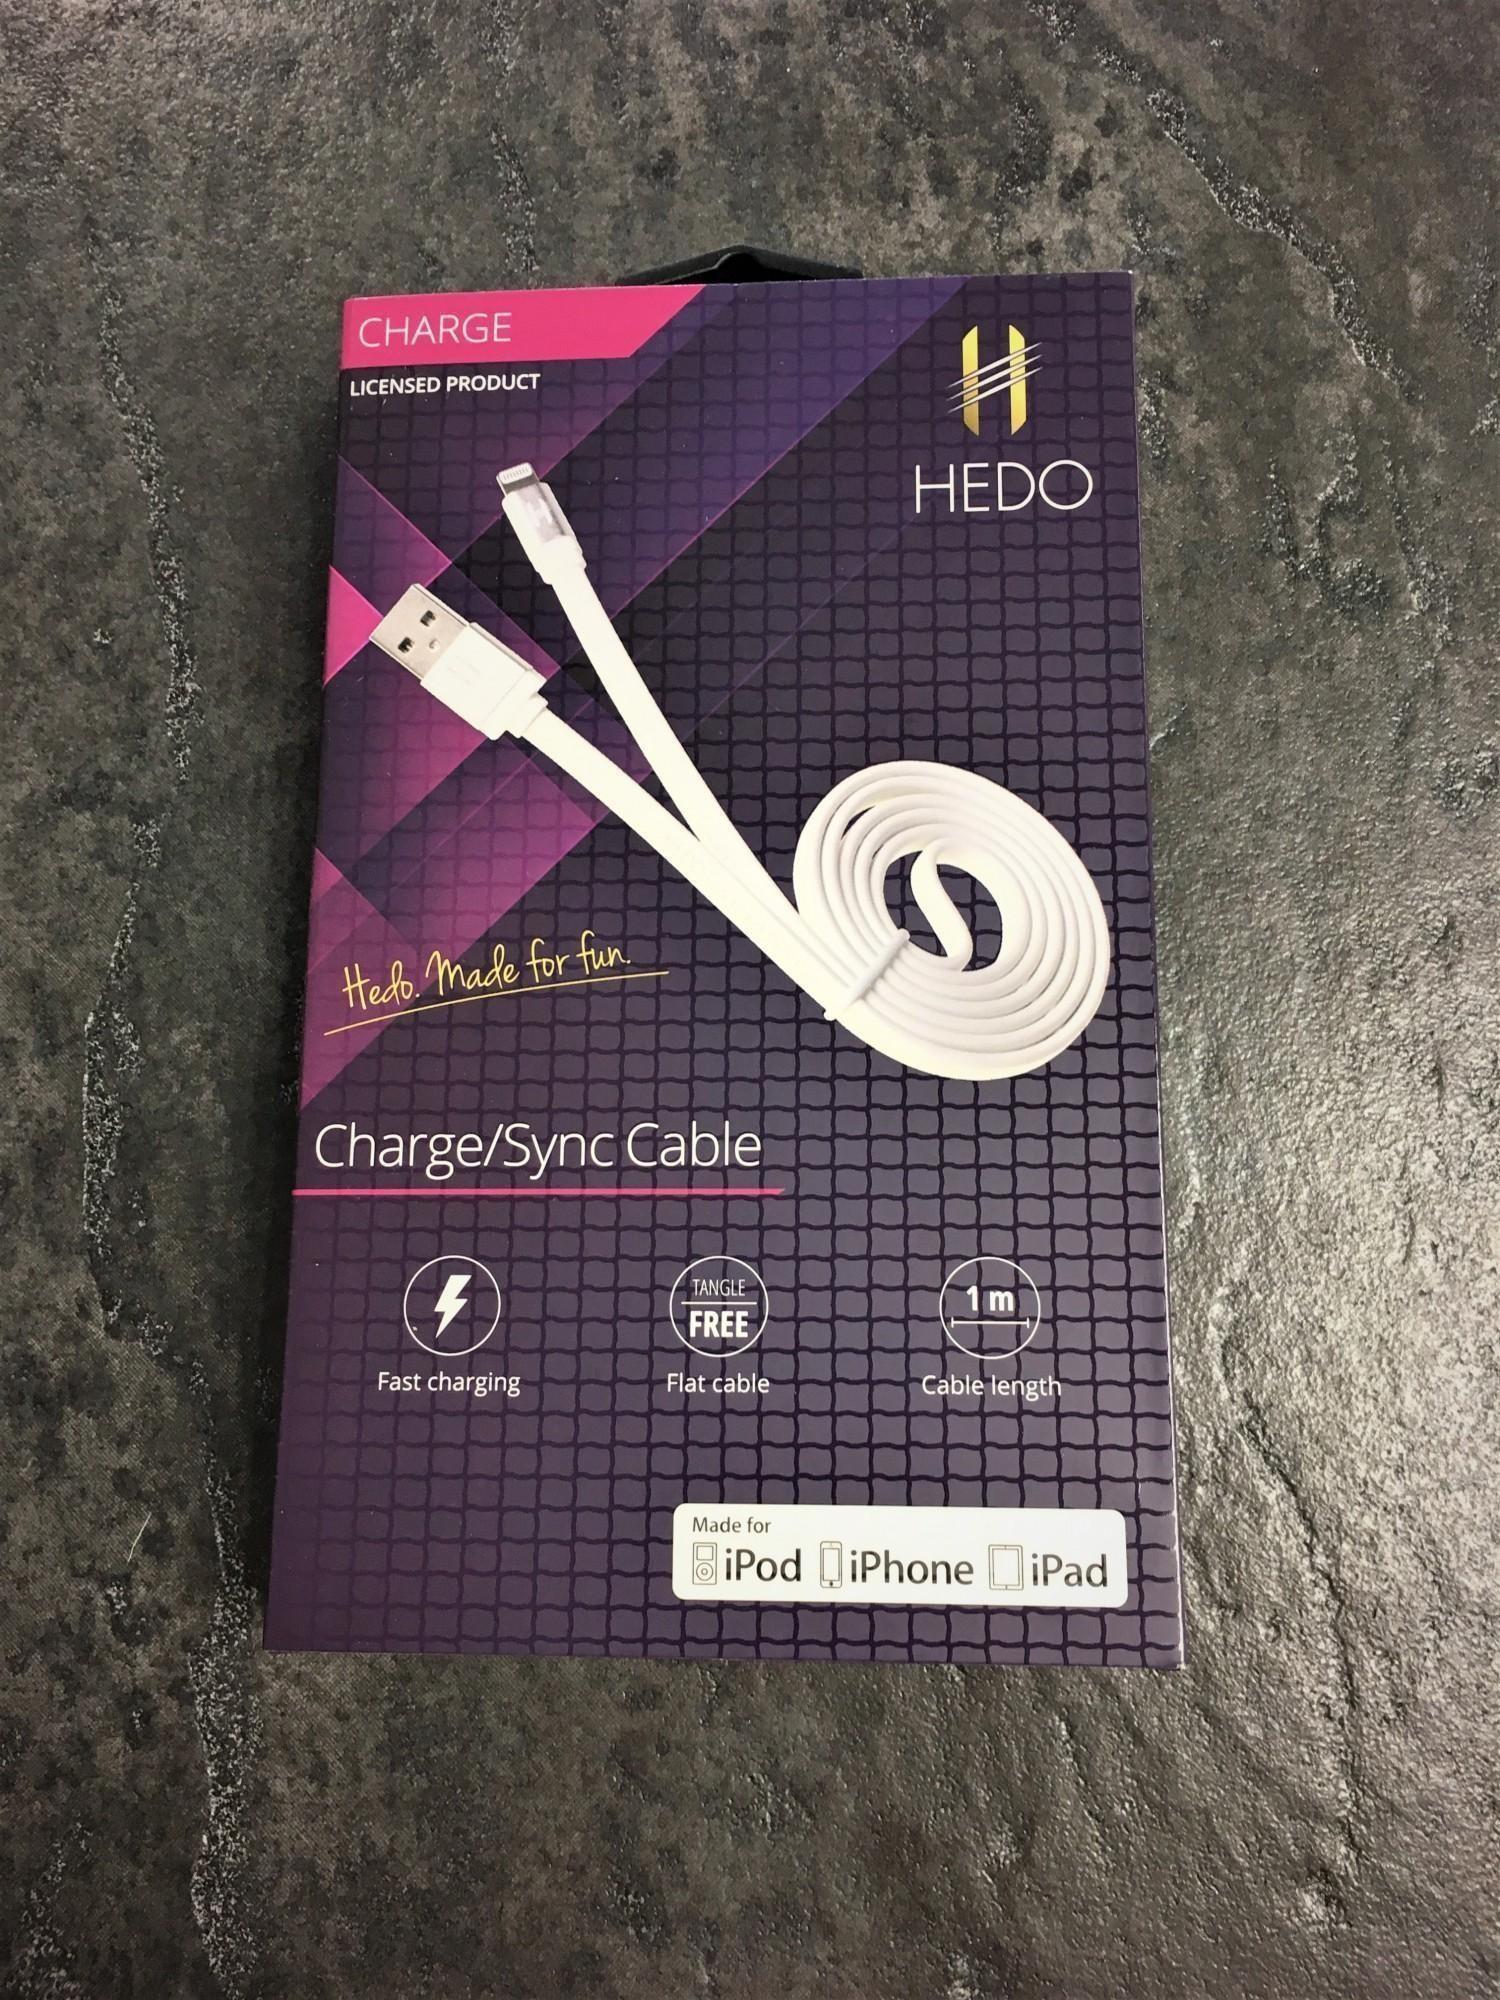 CHARGE
LICENSED PRODUCT
HEDO
Hedo. Made for fun.
Charge/Sync Cable
TANGLE
FREE
1 m
Fast charging
Flat cable
Cable length
Made for
iPod iPhone iPad